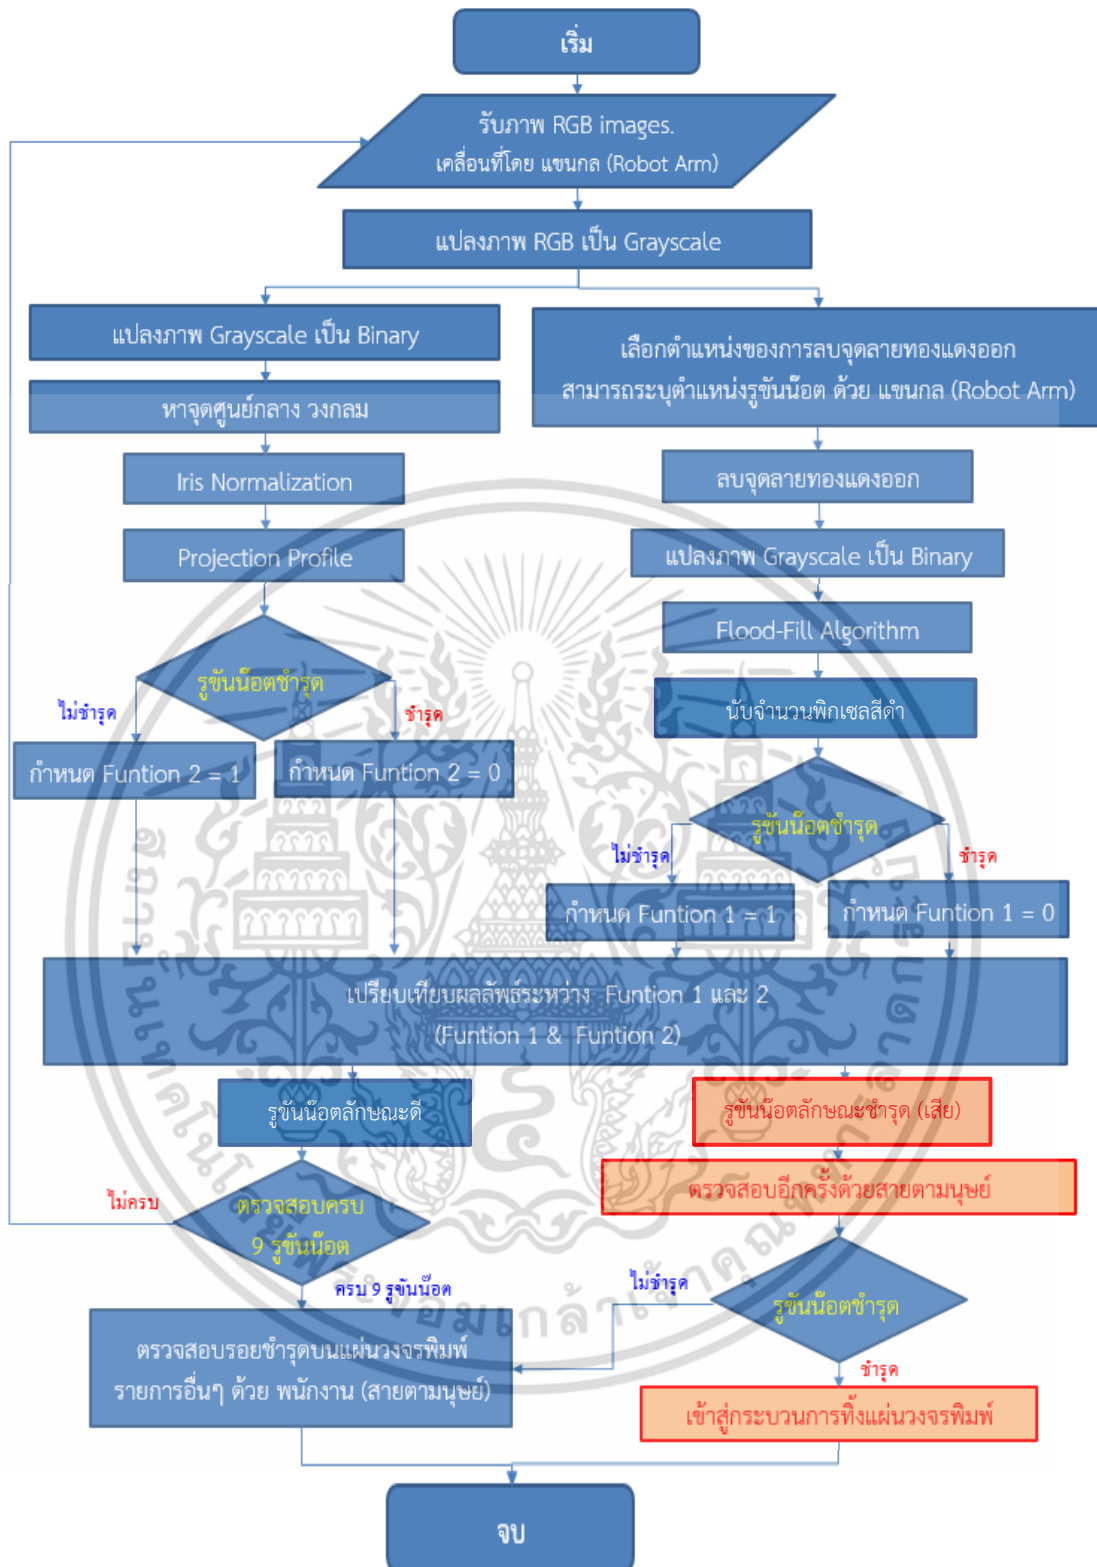 เริ่ม
รับภาพ RGB images.
เคลื่อนที่โดย แขนกล (Robot Arm)
แปลงภาพ RGB เป็น Grayscale
แปลงภาพ Grayscale เป็น Binary
หาจุดศูนย์กลาง วงกลม
Iris Normalization
Projection Profile
รูขันน๊อตชำรุด
ไม่ชำรุด
ชำรุด
กำหนด Funtion 2 = 1
กำหนด Funtion 2 = 0
เลือกตำแหน่งของการลบจุดลายทองแดงออก
สามารถระบุตำแหน่งรูขันน๊อต ด้วย แขนกล (Robot Arm)
ลบจุดลายทองแดงออก
แปลงภาพ Grayscale เป็น Binary
Flood-Fill Algorithm
นับจำนวนพิกเซลสีดำ
รูขันน๊อตชำรุด
ไม่ชำรุด
ชำรุด
กำหนด Funtion 1 = 1
กำหนด Funtion 1 = 0
เปรียบเทียบผลลัพธ์ระหว่าง Funtion 1 และ 2
(Funtion 1 & Funtion 2)
รูขันน๊อตลักษณะดี
ตรวจสอบครบ
9 รูขันน๊อต
ไม่ครบ
ครบ 9 รูขันน๊อต
ตรวจสอบรอยชำรุดบนแผ่นวงจรพิมพ์
รายการอื่นๆ ด้วย พนักงาน (สายตามนุษย์)
รูขันน๊อตลักษณะชำรุด (เสีย)
ตรวจสอบอีกครั้งด้วยสายตามนุษย์
รูขันน๊อตชำรุด
ไม่ชำรุด
ชำรุด
เข้าสู่กระบวนการทิ้งแผ่นวงจรพิมพ์
จบ